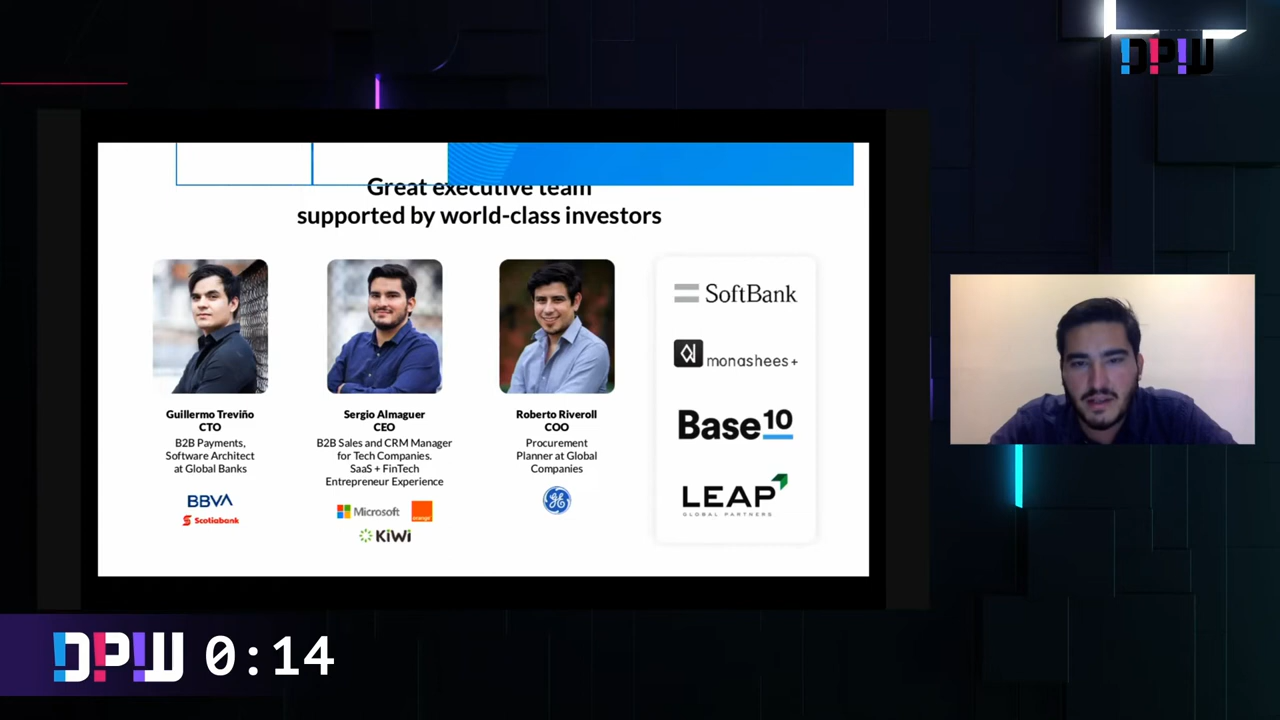 DPW
Great executive team
supported by world-class investors
Guillermo Treviño
CTO
B2B Payments,
Software Architect
at Global Banks
BBVA
Scotiabank
Sergio Almaguer
CEO
B2B Sales and CRM Manager
for Tech Companies.
SaaS + FinTech
Entrepreneur Experience
Microsoft
orange
KiWi
Roberto Riveroll
COO
Procurement
Planner at Global
Companies
GE
SoftBank
monashees+
Base10
LEAP
GLOBAL PARTNERS
DPW 0:14